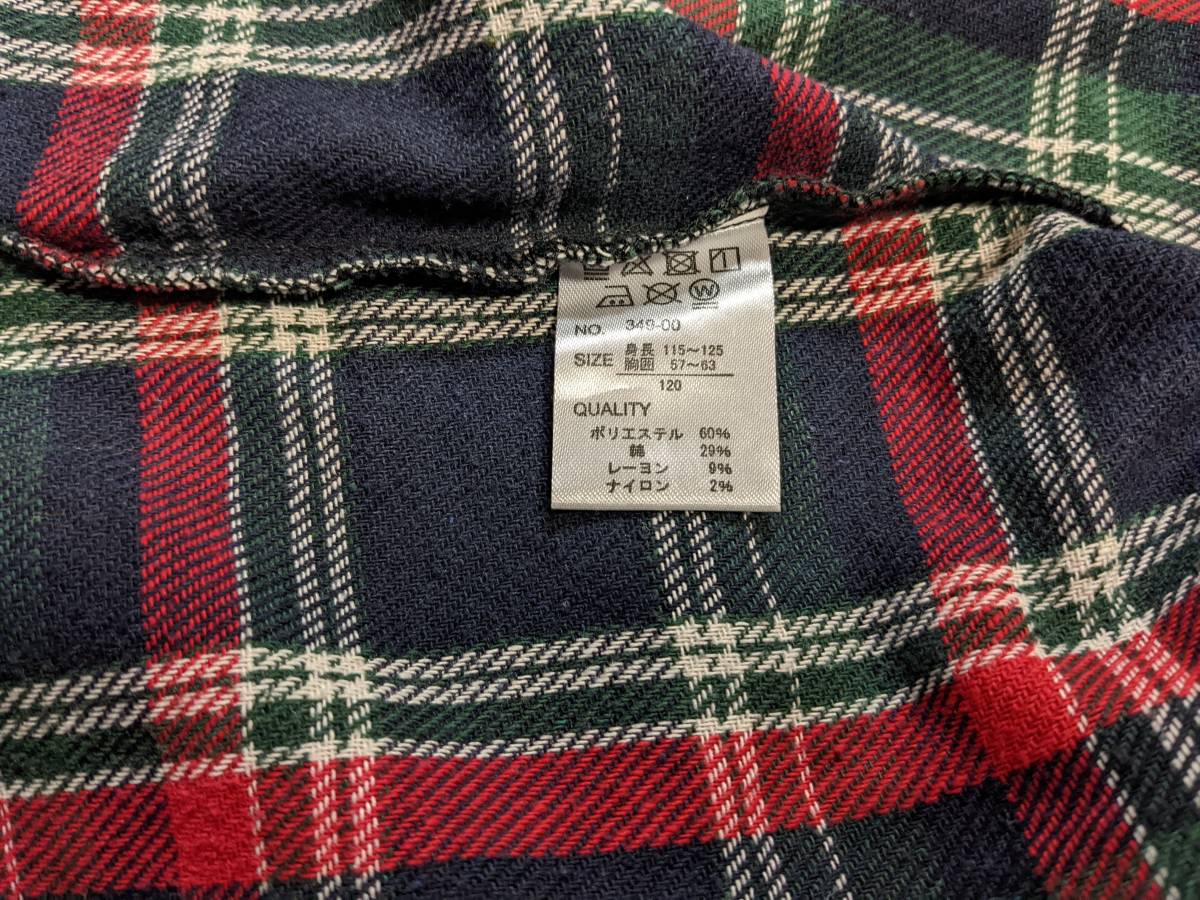 NO. 349-00
SIZE 身長 115~125
胸囲 57~63
120
QUALITY
ポリエステル 60%
綿 29%
レーヨン 9%
ナイロン 2%